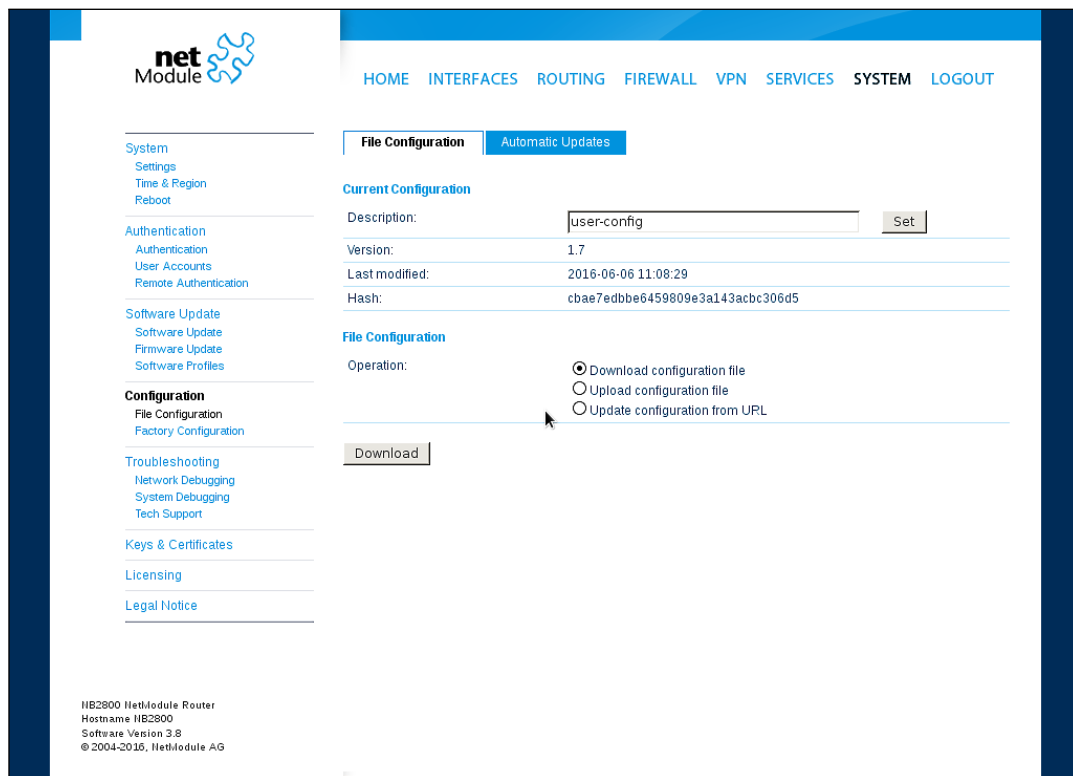 net
Module
HOME INTERFACES ROUTING FIREWALL VPN SERVICES SYSTEM LOGOUT
System
Settings
Time & Region
Reboot
Authentication
Authentication
User Accounts
Remote Authentication
Software Update
Software Update
Firmware Update
Software Profiles
Configuration
File Configuration
Factory Configuration
Troubleshooting
Network Debugging
System Debugging
Tech Support
Keys & Certificates
Licensing
Legal Notice
File Configuration Automatic Updates
Current Configuration
Description: user-config Set
Version: 1.7
Last modified: 2016-06-06 11:08:29
Hash: cbae7edbbe6459809e3a143acbc306d5
File Configuration
Operation: Download configuration file
Upload configuration file
Update configuration from URL
Download
NB2800 NetModule Router
Hostname NB2800
Software Version 3.8
© 2004-2016, NetModule AG